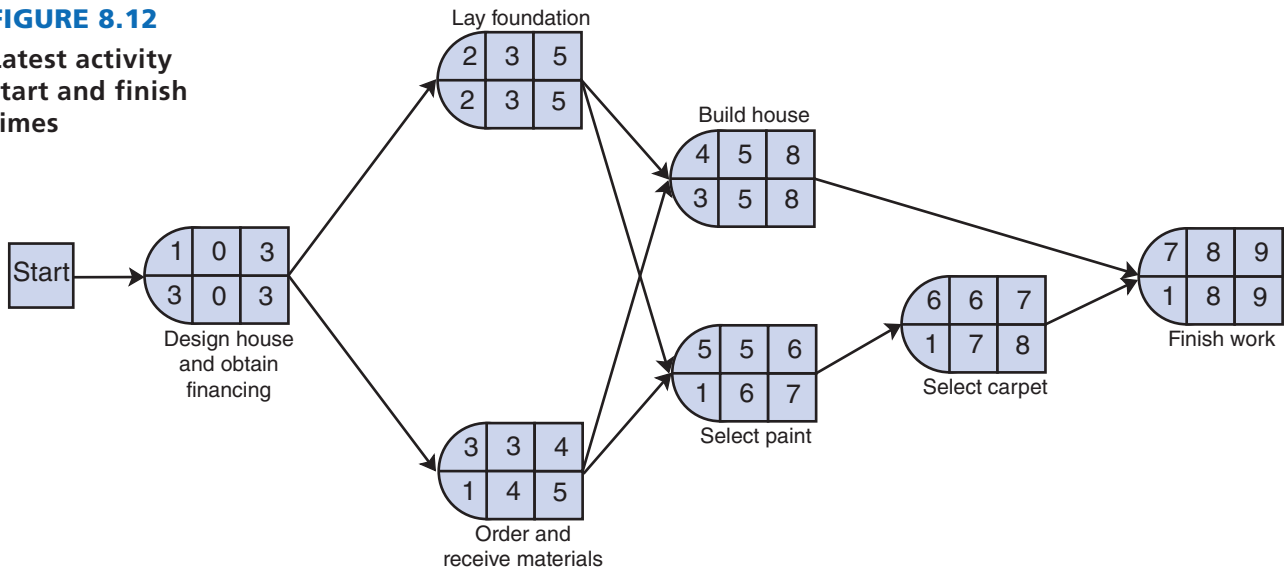 FIGURE 8.12
Latest activity
start and finish
times
Lay foundation
2 3 5
2 3 5
Build house
4 5 8
3 5 8
Start
1 0 3
3 0 3
Design house
and obtain
financing
7 8 9
1 8 9
Finish work
6 6 7
1 7 8
Select carpet
5 5 6
1 6 7
Select paint
3 3 4
1 4 5
Order and
receive materials